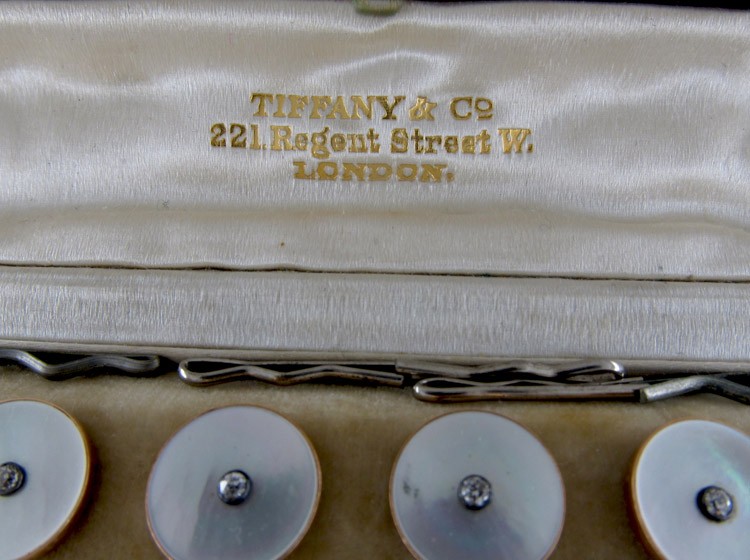 TIFFANY & Co
221. Regent Street W.
LONDON.